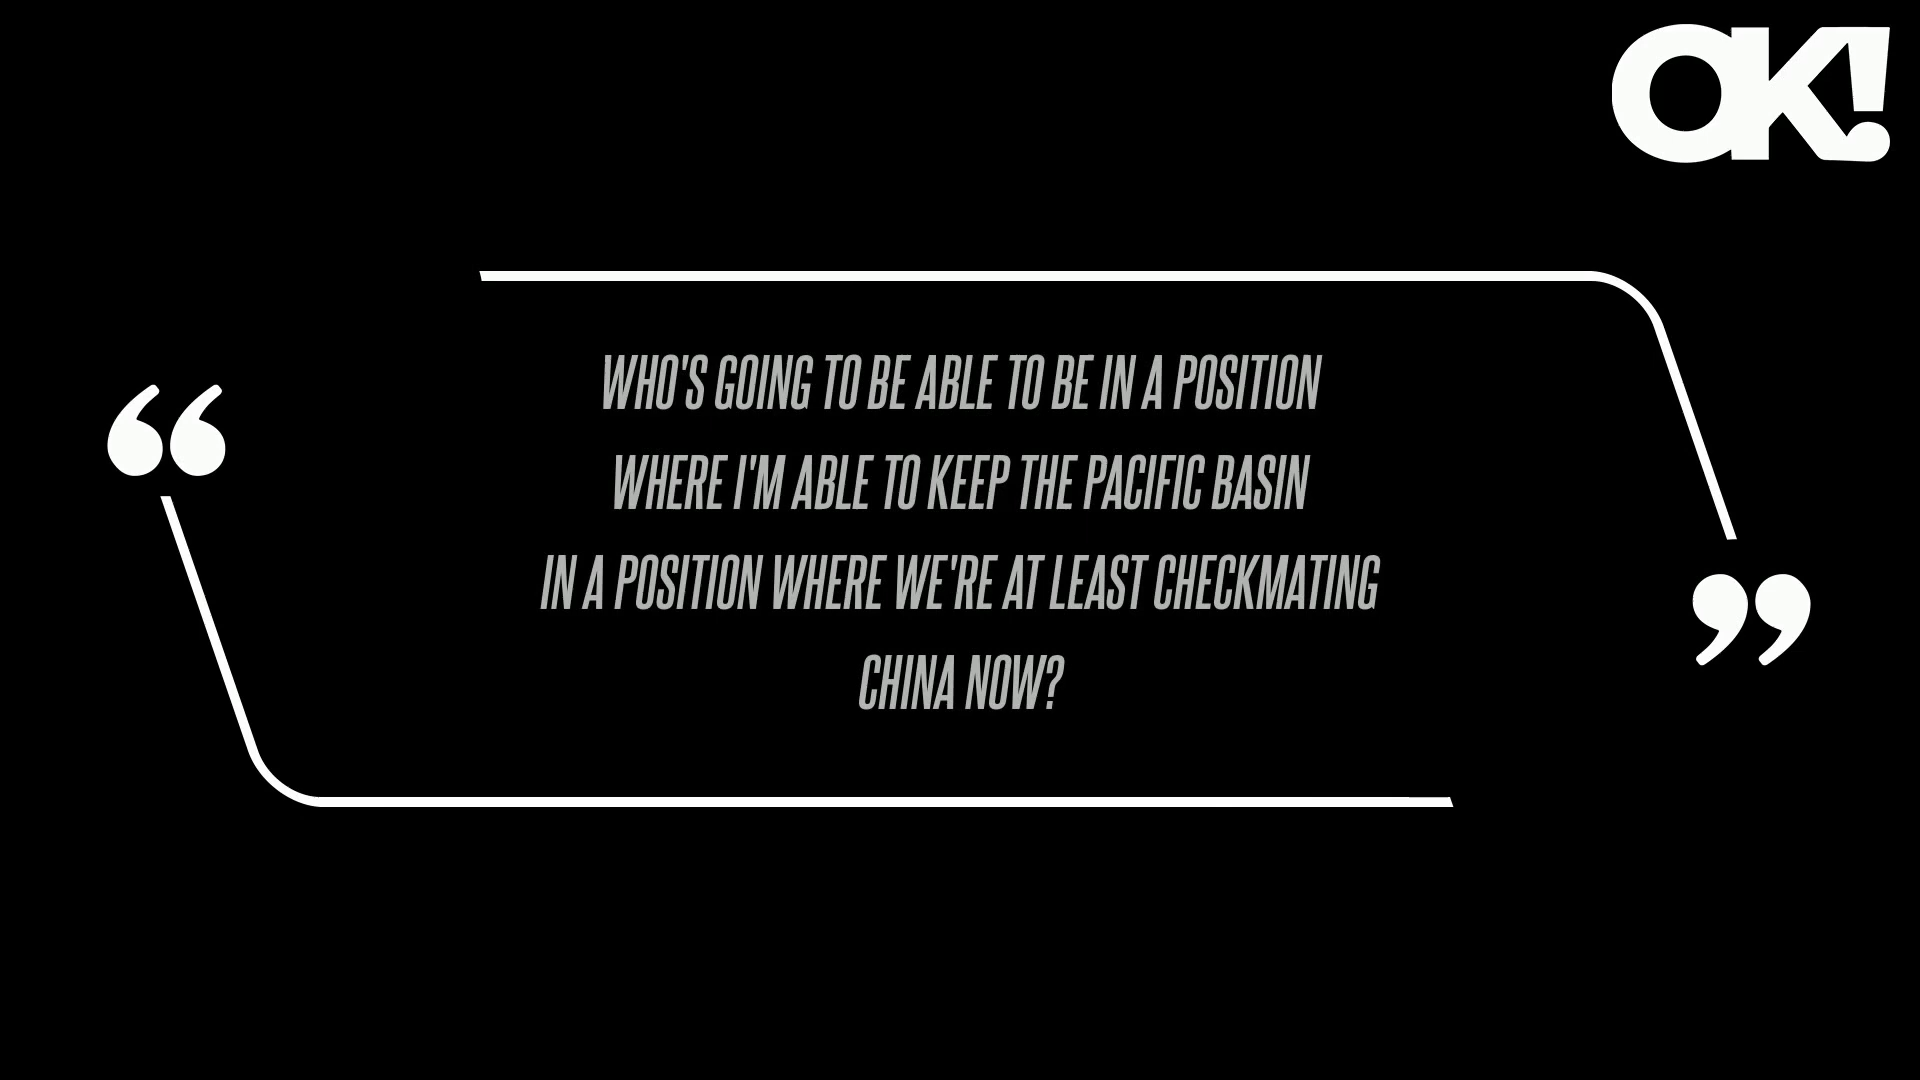 OK!
“
WHO'S GOING TO BE ABLE TO BE IN A POSITION
WHERE I'M ABLE TO KEEP THE PACIFIC BASIN
IN A POSITION WHERE WE'RE AT LEAST CHECKMATING
CHINA NOW?
”